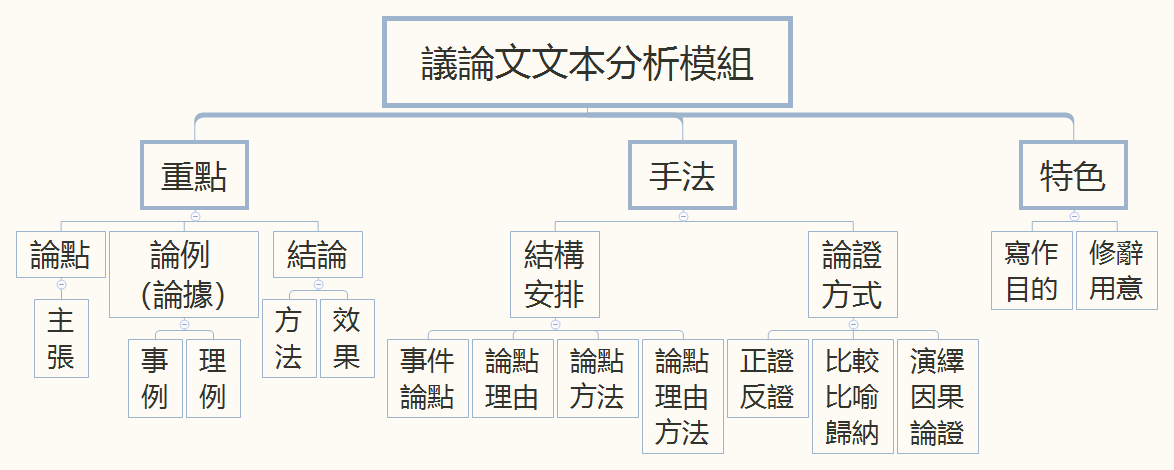 議論文文本分析模組
重點
手法
特色
論點
論例
（論據）
結論
結構
安排
論證
方式
寫作
目的
修辭
用意
主
張
事
例
理
例
方
法
效
果
事件
論點
論點
理由
論點
方法
論點
理由
方法
正證
反證
比較
比喻
歸納
演繹
因果
論證